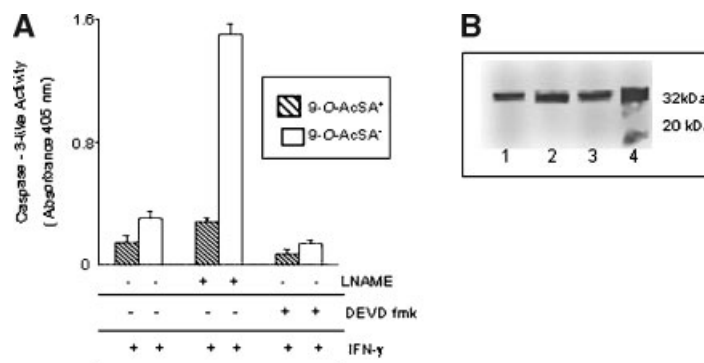 A
B
1.6
0.8
0
Caspase - 3-like Activity
( Absorbance 405 nm)
9-O-AcSA+
9-O-AcSA-
- - + + - - LNAME
- - - - + + DEVD fmk
+ + + + + + IFN-γ
32kDa
20 kDa
1 2 3 4